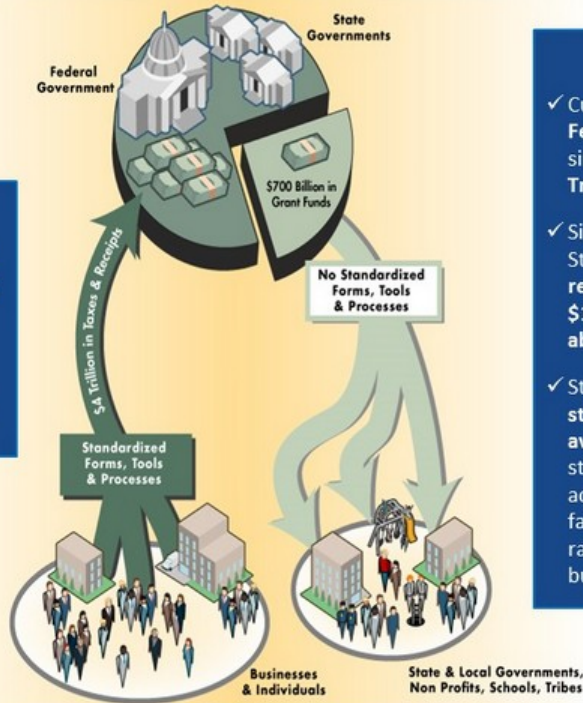 State
Governments
Federal
Government
$700 Billion in
Grant Funds
No Standardized
Forms, Tools
& Processes
$4 Trillion in Taxes & Receipts
Standardized
Forms, Tools
& Processes
Businesses
& Individuals
State & Local Governments,
Non Profits, Schools, Tribes
✓
✓
✓ St